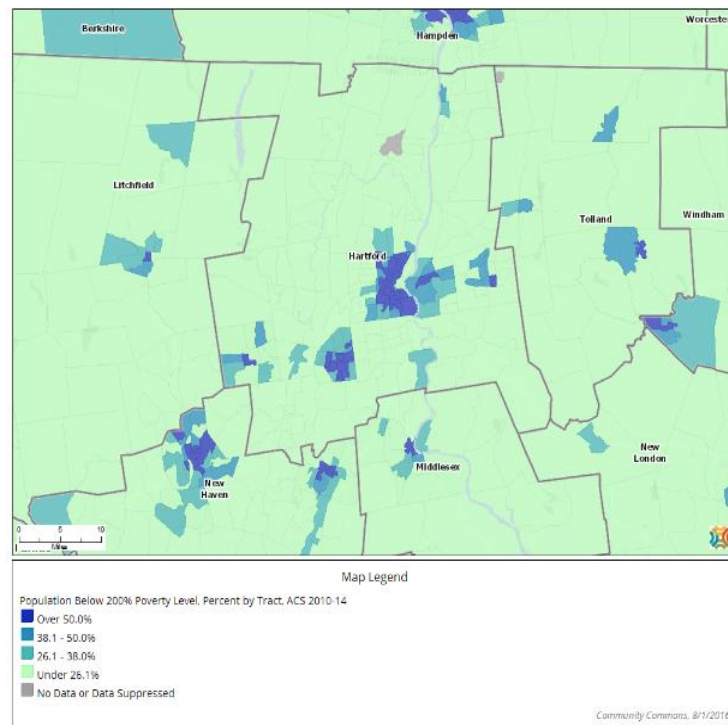 Berkshire
Hampden
Worcester
Litchfield
Hartford
Tolland
Windham
New
Haven
Middlesex
New
London
0 5 10
Miles
Map Legend
Population Below 200% Poverty Level, Percent by Tract, ACS 2010-14
Over 50.0%
38.1 - 50.0%
26.1 - 38.0%
Under 26.1%
No Data or Data Suppressed
Community Commons, 8/1/2016